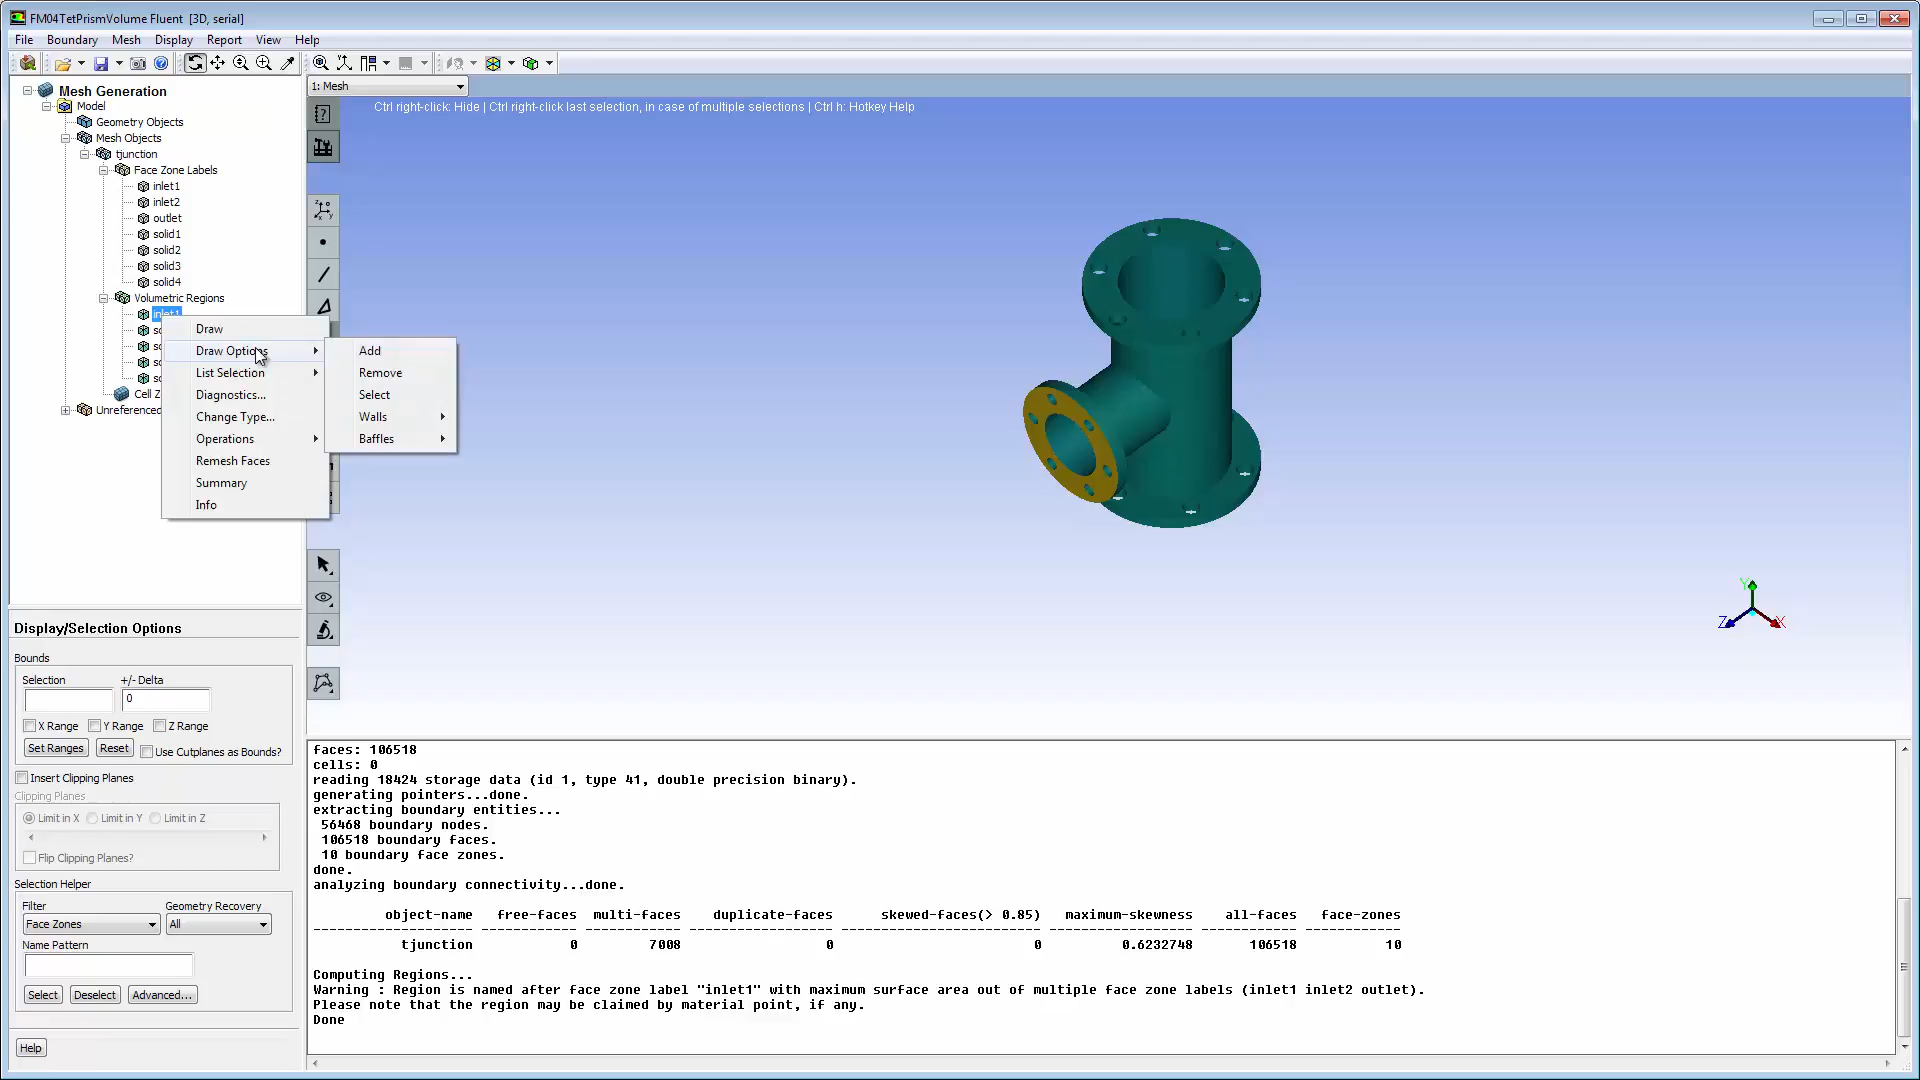 FM04TetPrismVolume Fluent [3D, serial]
File Boundary Mesh Display Report View Help
1: Mesh
Ctrl right-click: Hide | Ctrl right-click last selection, in case of multiple selections | Ctrl h: Hotkey Help
Mesh Generation
Model
Geometry Objects
Mesh Objects
tjunction
Face Zone Labels
inlet1
inlet2
outlet
solid1
solid2
solid3
solid4
Volumetric Regions
inlet1
Cell Z
Unreferenced
Draw
Draw Options
List Selection
Diagnostics...
Change Type...
Operations
Remesh Faces
Summary
Info
Add
Remove
Select
Walls
Baffles
Y
Z
X
Display/Selection Options
Bounds
Selection +/- Delta
0
X Range Y Range Z Range
Set Ranges Reset Use Cutplanes as Bounds?
Insert Clipping Planes
Clipping Planes
Limit in X Limit in Y Limit in Z
Flip Clipping Planes?
Selection Helper
Filter Geometry Recovery
Face Zones All
Name Pattern
Select Deselect Advanced...
Help
faces: 106518
cells: 0
reading 18424 storage data (id 1, type 41, double precision binary).
generating pointers...done.
extracting boundary entities...
56468 boundary nodes.
106518 boundary faces.
10 boundary face zones.
done.
analyzing boundary connectivity...done.
object-name free-faces multi-faces duplicate-faces skewed-faces(> 0.85) maximum-skewness all-faces face-zones
tjunction 0 7008 0 0 0.6232748 106518 10
Computing Regions...
Warning : Region is named after face zone label "inlet1" with maximum surface area out of multiple face zone labels (inlet1 inlet2 outlet).
Please note that the region may be claimed by material point, if any.
Done